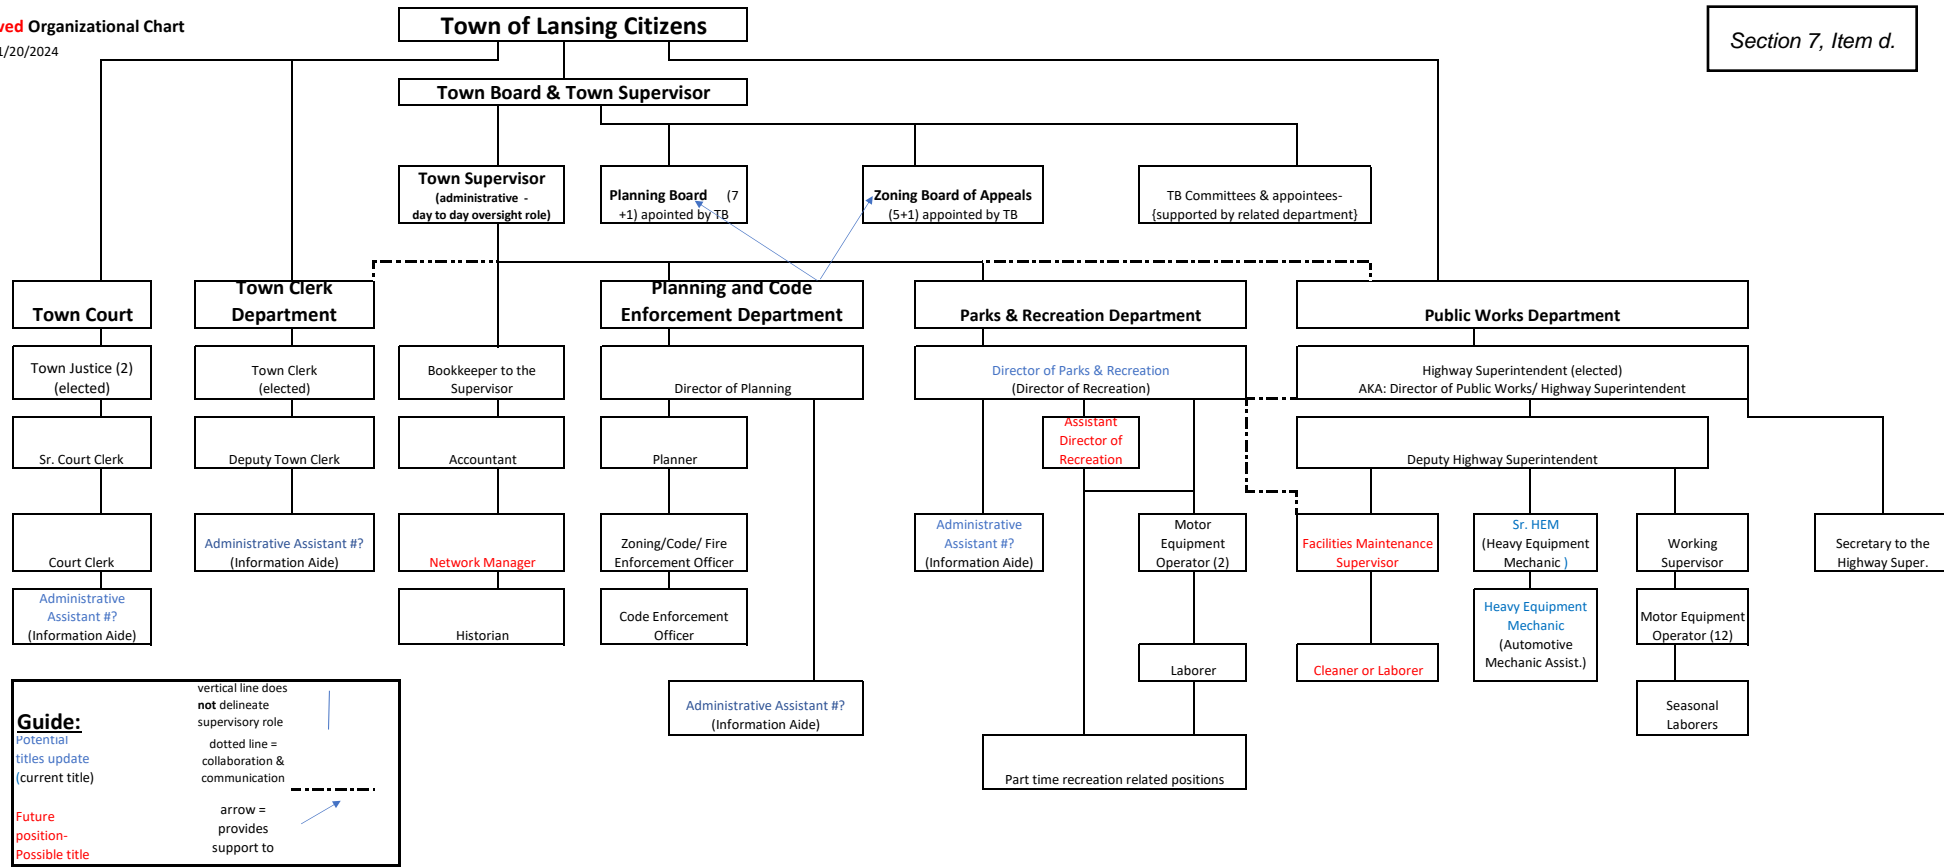 ved Organizational Chart
1/20/2024
Town of Lansing Citizens
Section 7, Item d.
Town Board & Town Supervisor
Town Supervisor
(administrative -
day to day oversight role)
Planning Board (7
+1) apointed by TB
Zoning Board of Appeals
(5+1) appointed by TB
TB Committees & appointees-
{supported by related department}
Town Court
Town Clerk
Department
Planning and Code
Enforcement Department
Parks & Recreation Department
Public Works Department
Town Justice (2)
(elected)
Town Clerk
(elected)
Bookkeeper to the
Supervisor
Director of Planning
Director of Parks & Recreation
(Director of Recreation)
Highway Superintendent (elected)
AKA: Director of Public Works/ Highway Superintendent
Sr. Court Clerk
Deputy Town Clerk
Accountant
Planner
Assistant
Director of
Recreation
Deputy Highway Superintendent
Court Clerk
Administrative Assistant #?
(Information Aide)
Network Manager
Zoning/Code/ Fire
Enforcement Officer
Administrative
Assistant #?
(Information Aide)
Motor
Equipment
Operator (2)
Facilities Maintenance
Supervisor
Sr. HEM
(Heavy Equipment
Mechanic )
Working
Supervisor
Secretary to the
Highway Super.
Administrative
Assistant #?
(Information Aide)
Historian
Code Enforcement
Officer
Laborer
Cleaner or Laborer
Heavy Equipment
Mechanic
(Automotive
Mechanic Assist.)
Motor Equipment
Operator (12)
Administrative Assistant #?
(Information Aide)
Seasonal
Laborers
Part time recreation related positions
Guide:
Potential
titles update
(current title)
Future
position-
Possible title
vertical line does
not delineate
supervisory role
dotted line =
collaboration &
communication
arrow =
provides
support to